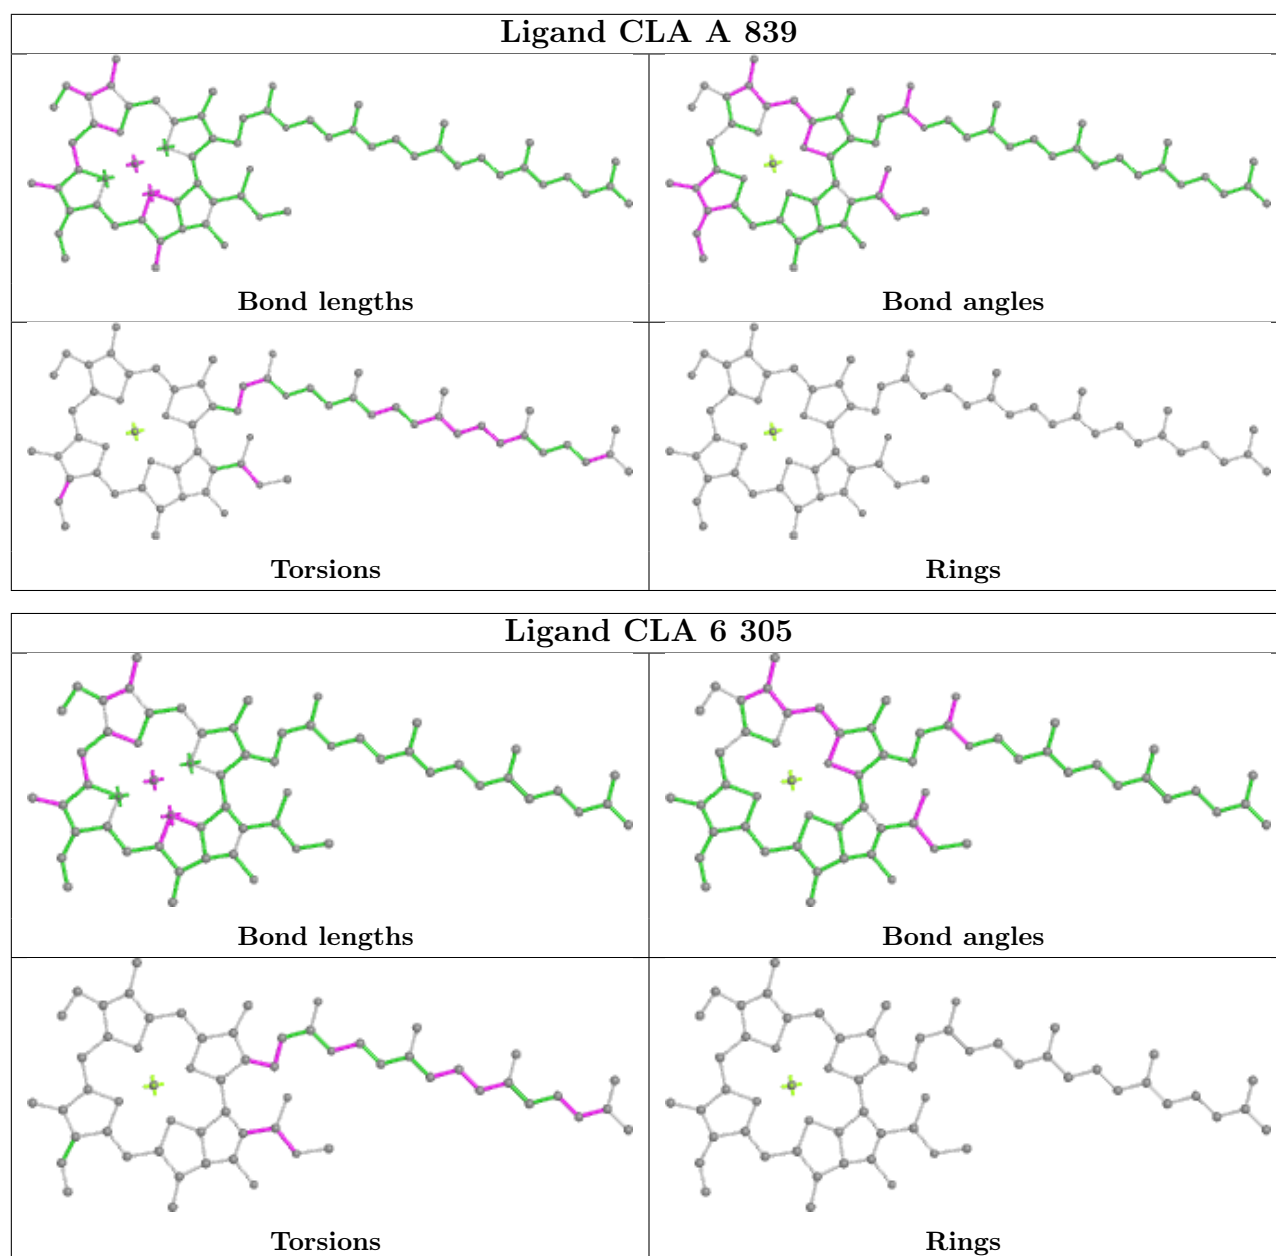 Ligand CLA A 839
Bond lengths
Bond angles
Torsions
Rings
Ligand CLA 6 305
Bond lengths
Bond angles
Torsions
Rings